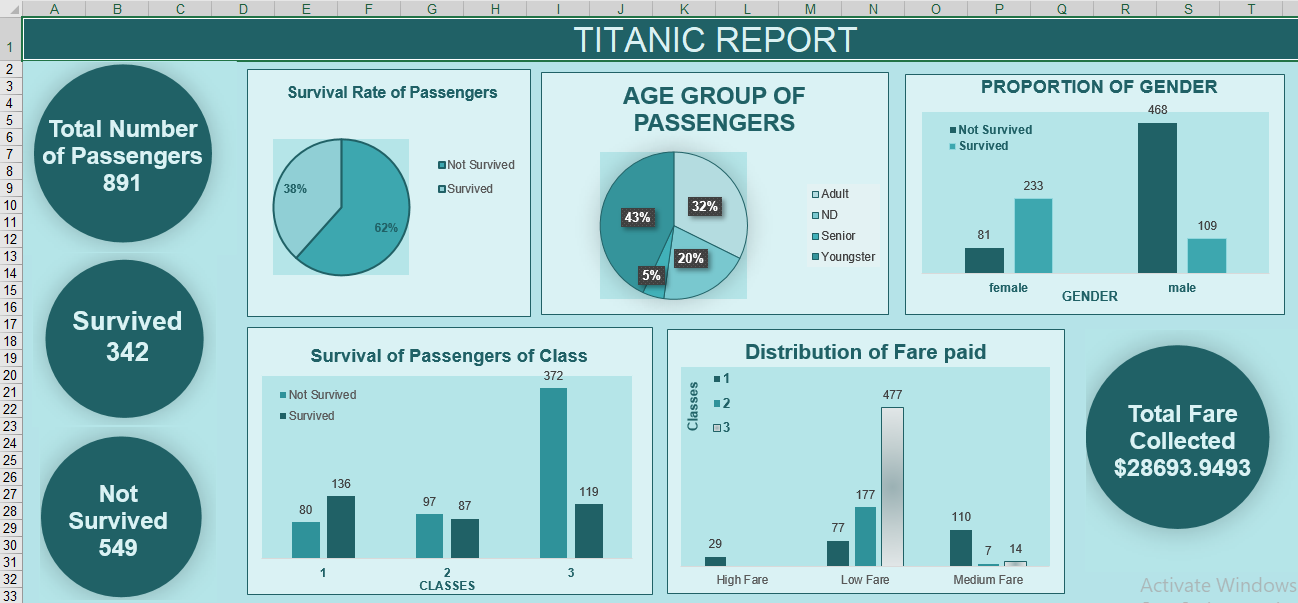 A B C D E F G H I J K L M N O P Q R S T
1
2
3
4
5
6
7
8
9
10
11
12
13
14
15
16
17
18
19
20
21
22
23
24
25
26
27
28
29
30
31
32
33
TITANIC REPORT
Total Number
of Passengers
891
Survived
342
Not
Survived
549
Survival Rate of Passengers
38%
62%
Not Survived
Survived
AGE GROUP OF
PASSENGERS
43%
32%
20%
5%
Adult
ND
Senior
Youngster
PROPORTION OF GENDER
Not Survived
Survived
81
233
468
109
female
male
GENDER
Survival of Passengers of Class
Not Survived
Survived
80
136
97
87
372
119
1
2
3
CLASSES
Distribution of Fare paid
Classes
1
2
3
29
77
177
477
110
7
14
High Fare
Low Fare
Medium Fare
Total Fare
Collected
$28693.9493
Activate Windows